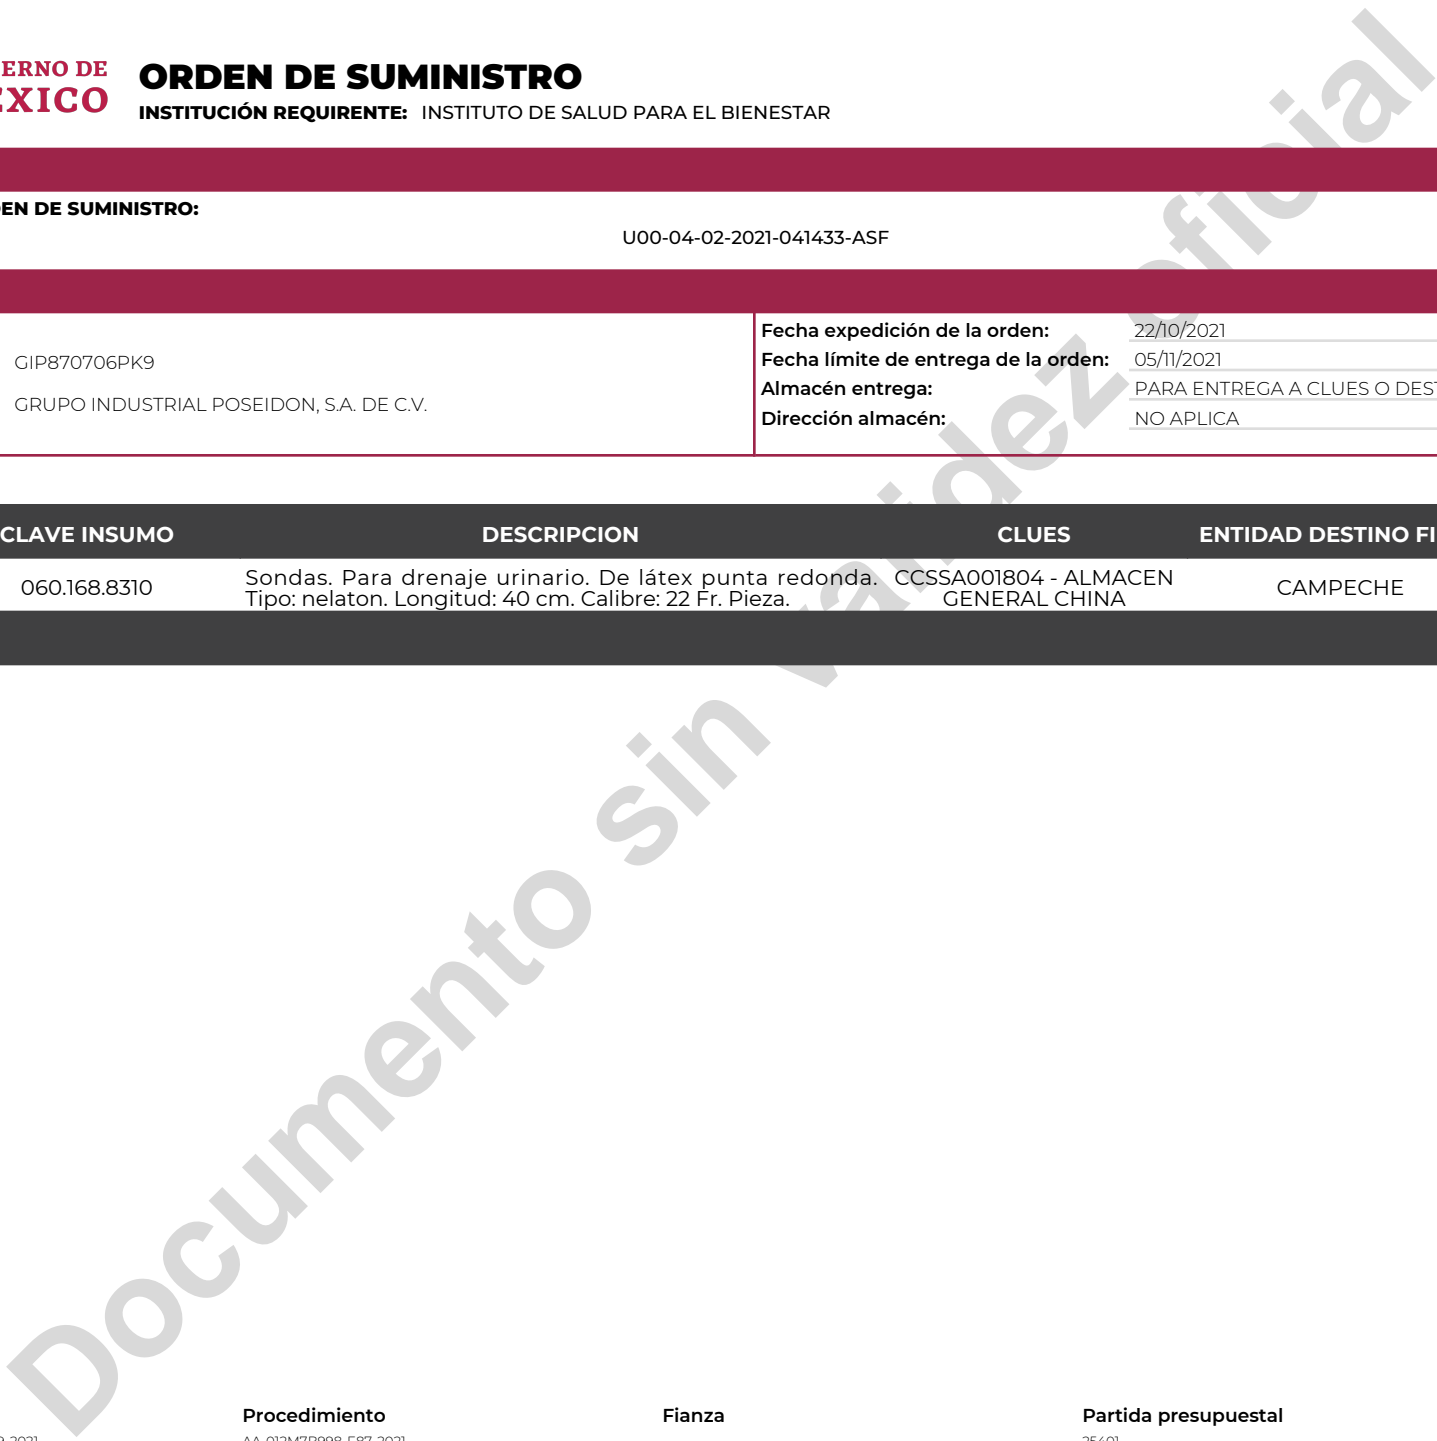 ERNO DE
EXICO
ORDEN DE SUMINISTRO
INSTITUCIÓN REQUIRENTE: INSTITUTO DE SALUD PARA EL BIENESTAR
EN DE SUMINISTRO:
U00-04-02-2021-041433-ASF
GIP870706PK9
GRUPO INDUSTRIAL POSEIDON, S.A. DE C.V.
Fecha expedición de la orden: 22/10/2021
Fecha límite de entrega de la orden: 05/11/2021
Almacén entrega: PARA ENTREGA A CLUES O DEST
Dirección almacén: NO APLICA
CLAVE INSUMO DESCRIPCION CLUES ENTIDAD DESTINO FI
060.168.8310 Sondas. Para drenaje urinario. De látex punta redonda. CCSSA001804 - ALMACEN CAMPECHE
Tipo: nelaton. Longitud: 40 cm. Calibre: 22 Fr. Pieza. GENERAL CHINA
Documento sin validez oficial
Procedimiento Fianza Partida presupuestal